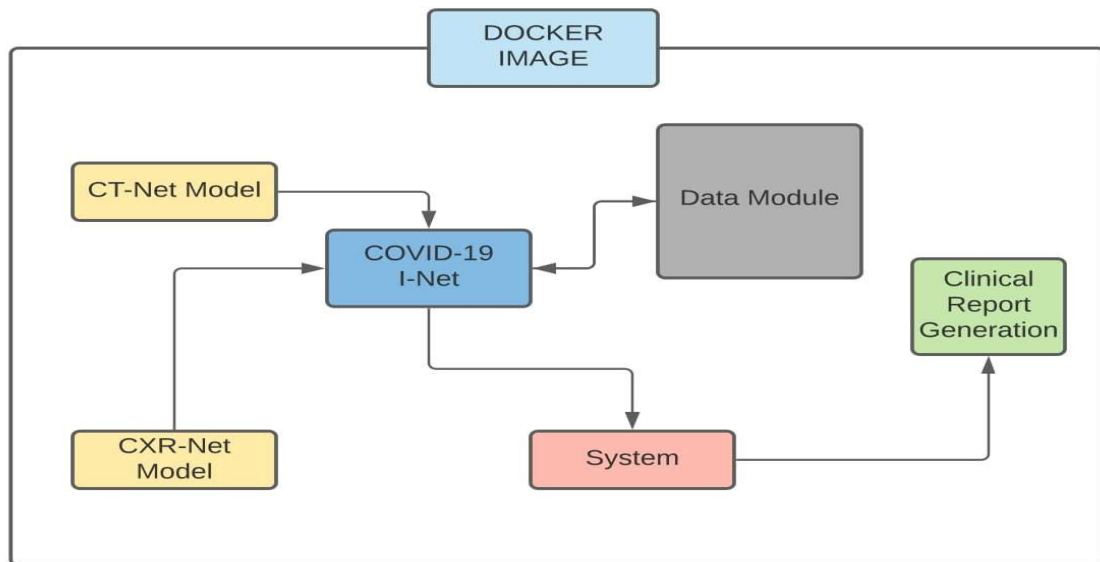 DOCKER
IMAGE
CT-Net Model
Data Module
COVID-19
I-Net
Clinical
Report
Generation
CXR-Net
Model
System